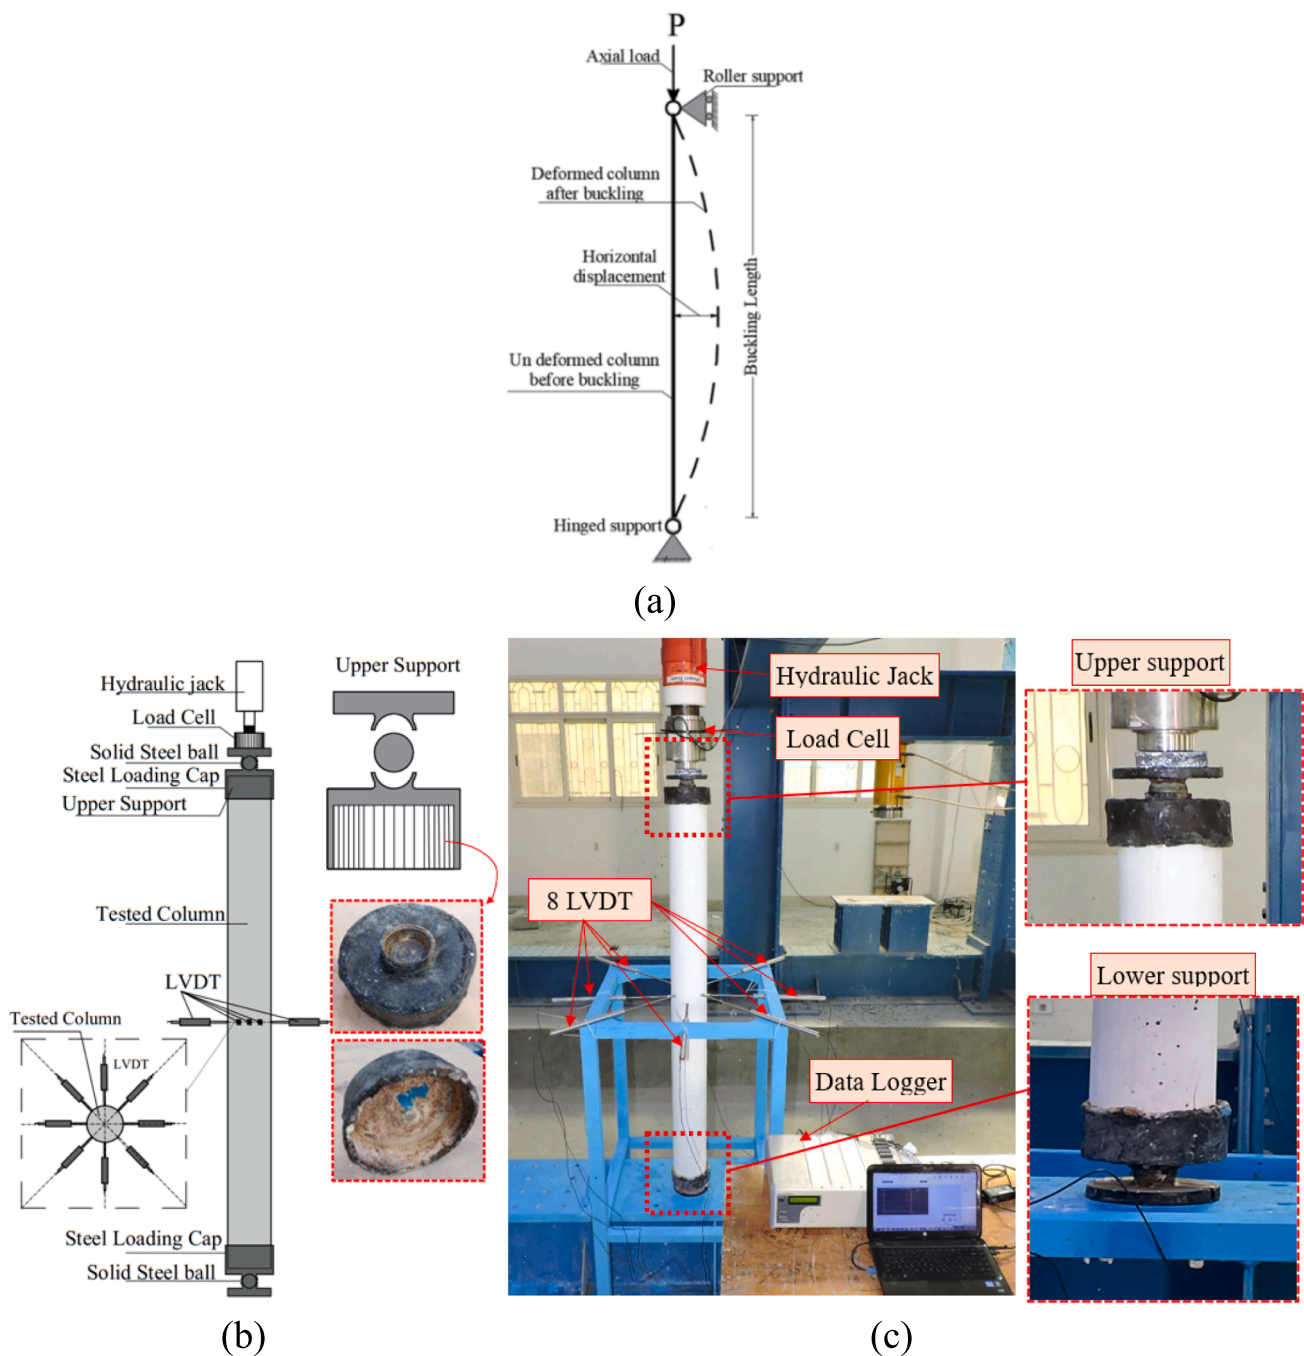 P
Axial load
Roller support
Deformed column
after buckling
Horizontal
displacement
Buckling Length
Un deformed column
before buckling
Hinged support
(a)
Hydraulic jack
Load Cell
Solid Steel ball
Steel Loading Cap
Upper Support
Tested Column
LVDT
Tested Column
LVDT
Steel Loading Cap
Solid Steel ball
Upper Support
(b)
Hydraulic Jack
Load Cell
8 LVDT
Data Logger
Upper support
Lower support
(c)